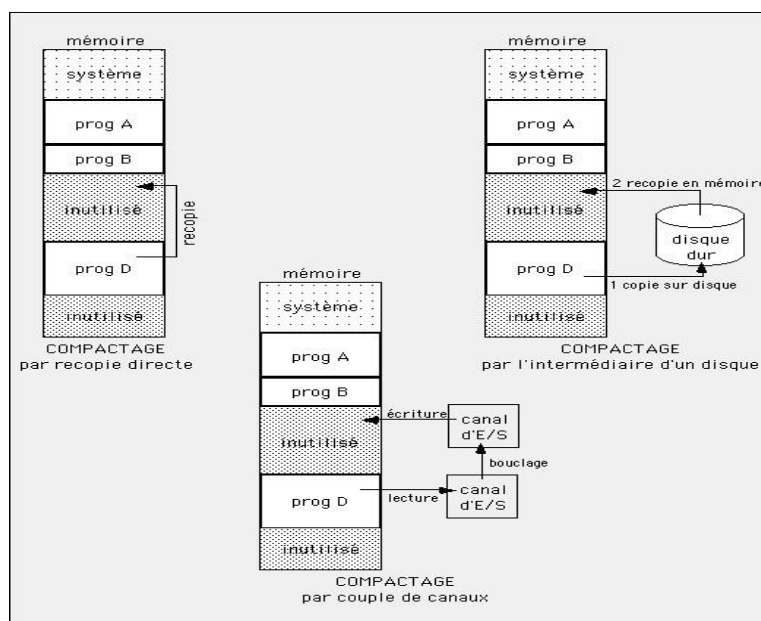 mémoire
système
prog A
prog B
inutilisé
recopie
prog D
inutilisé
COMPACTAGE
par recopie directe
mémoire
système
prog A
prog B
2 recopie en mémoire
inutilisé
disque
dur
prog D
1 copie sur disque
inutilisé
COMPACTAGE
par l'intermédiaire d'un disque
mémoire
système
prog A
prog B
écriture
canal
d'E/S
inutilisé
bouclage
prog D
lecture
canal
d'E/S
inutilisé
COMPACTAGE
par couple de canaux